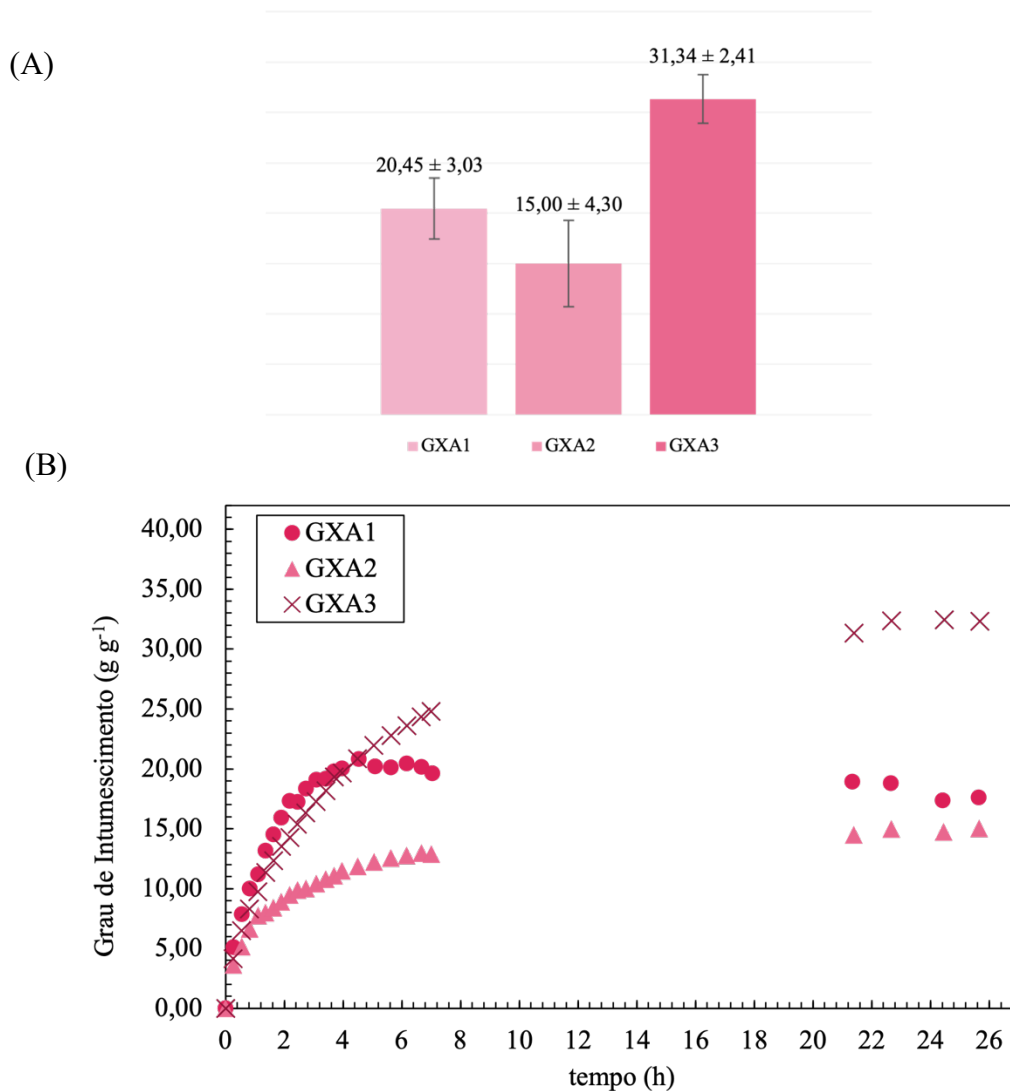 (A)
31,34 ± 2,41
20,45 ± 3,03
15,00 ± 4,30
GXA1 GXA2 GXA3
(B)
Grau de Intumescimento (g g⁻¹)
40,00
35,00
30,00
25,00
20,00
15,00
10,00
5,00
0,00
GXA1
GXA2
GXA3
0 2 4 6 8 10 12 14 16 18 20 22 24 26
tempo (h)